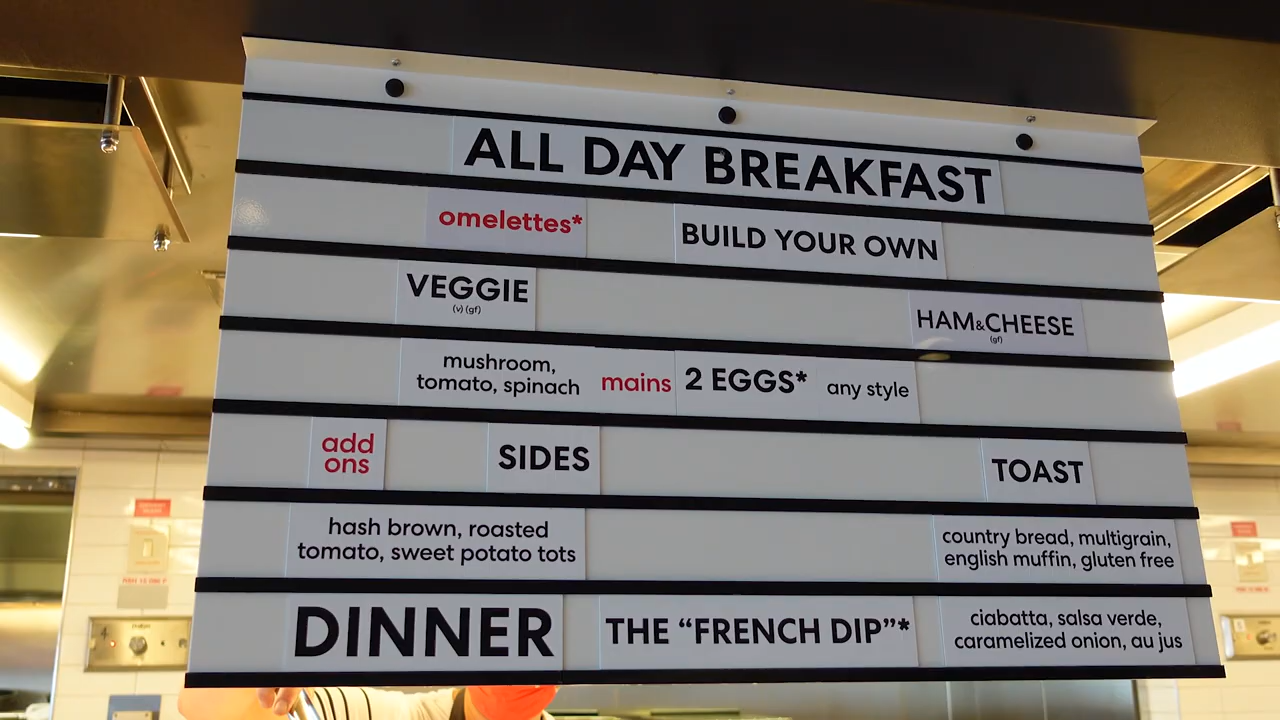 ALL DAY BREAKFAST
omelettes* BUILD YOUR OWN
VEGGIE HAM&CHEESE
(v) (gf) (gf)
mushroom,
tomato, spinach mains 2 EGGS* any style
add
ons SIDES TOAST
hash brown, roasted
tomato, sweet potato tots
country bread, multigrain,
english muffin, gluten free
DINNER THE “FRENCH DIP”*
ciabatta, salsa verde,
caramelized onion, au jus
4